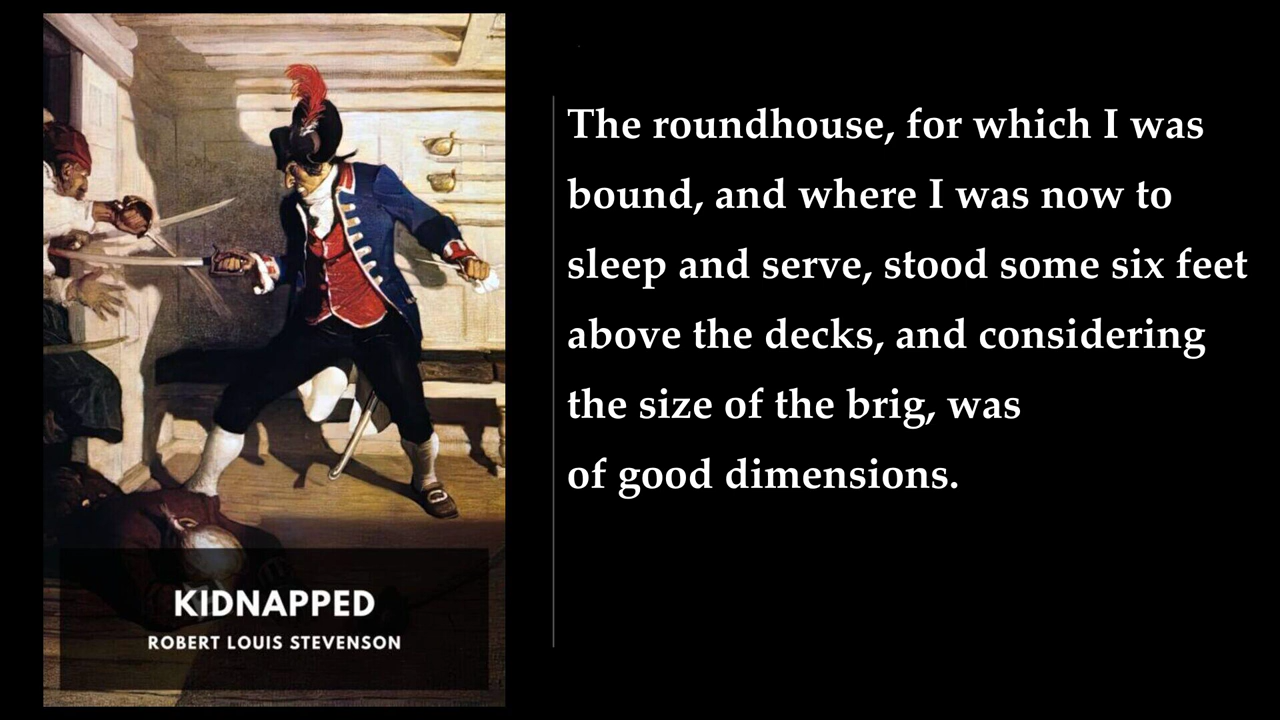 KIDNAPPED
ROBERT LOUIS STEVENSON
The roundhouse, for which I was
bound, and where I was now to
sleep and serve, stood some six feet
above the decks, and considering
the size of the brig, was
of good dimensions.